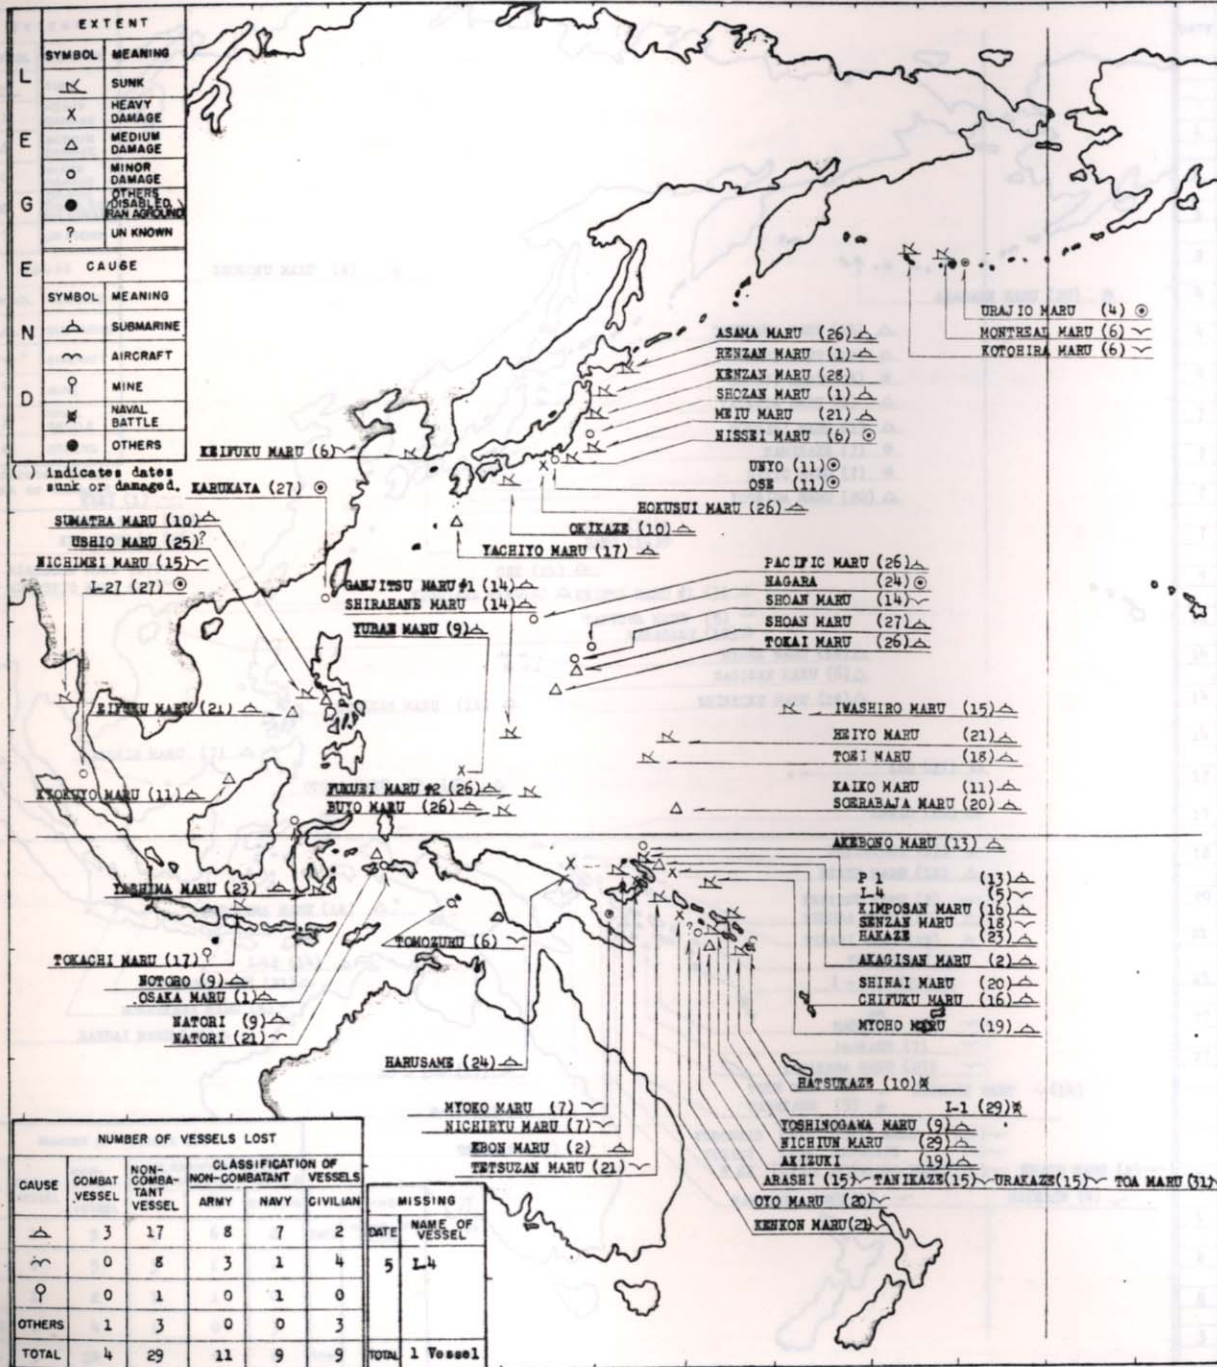 EXTENT
SYMBOL MEANING
SUNK
X HEAVY DAMAGE
△ MEDIUM DAMAGE
○ MINOR DAMAGE
● OTHERS (DISABLED, RAN AGROUND)
? UN KNOWN
CAUSE
SYMBOL MEANING
SUBMARINE
AIRCRAFT
MINE
NAVAL BATTLE
● OTHERS
LEGEND
( ) indicates dates
sunk or damaged.
URAJIO MARU (4)
MONTREAL MARU (6)
KOTOHIRA MARU (6)
ASAMA MARU (26)
RENZAN MARU (1)
KENZAN MARU (28)
SHOZAN MARU (1)
MEIU MARU (21)
NISSEI MARU (6)
UNYO (11)
OSE (11)
HOKUSUI MARU (26)
OKIKAZE (10)
YACHIYO MARU (17)
KEIFUKU MARU (6)
KARUKAYA (27)
SUMATRA MARU (10)
USHIO MARU (25)?
NICHIMEI MARU (15)
I-27 (27)
GANJITSU MARU #1 (14)
SHIRAHANE MARU (14)
YUBAE MARU (9)
PACIFIC MARU (26)
NAGARA (24)
SHOAN MARU (14)
SHOAN MARU (27)
TOKAI MARU (26)
EIFUKU MARU (21)
IWASHIRO MARU (15)
HEIYO MARU (21)
TOEI MARU (18)
KAIKO MARU (11)
SOERABAJA MARU (20)
KYOKUYO MARU (11)
FUKUEI MARU #2 (26)
BUYO MARU (26)
AKEBONO MARU (13)
P-1 (13)
I-4 (5)
KIMPOSAN MARU (16)
SENZAN MARU (18)
HAKAZE (23)
AKAGISAN MARU (2)
SHINAI MARU (20)
CHIFUKU MARU (16)
MYOHO MARU (19)
YASHIMA MARU (23)
TOKACHI MARU (17)
NOTORO (9)
OSAKA MARU (1)
NATORI (9)
NATORI (21)
TOMOZURU (6)
HARUSAME (24)
MYOKO MARU (7)
NICHIRYU MARU (7)
EBON MARU (2)
TETSUZAN MARU (21)
HATSUKAZE (10)
I-1 (29)
YOSHINOGAWA MARU (9)
NICHIUN MARU (29)
AKIZUKI (19)
ARASHI (15) TANIKAZE (15) URAKAZE (15) TOA MARU (31)
OYO MARU (20)
KENKON MARU (21)
NUMBER OF VESSELS LOST
CAUSE COMBAT VESSEL NON-COMBATANT VESSEL CLASSIFICATION OF NON-COMBATANT VESSELS
ARMY NAVY CIVILIAN
3 17 8 7 2
0 8 3 1 4
0 1 0 1 0
OTHERS 1 3 0 0 3
TOTAL 4 29 11 9 9
MISSING
DATE NAME OF VESSEL
5 I-4
TOTAL 1 Vessel